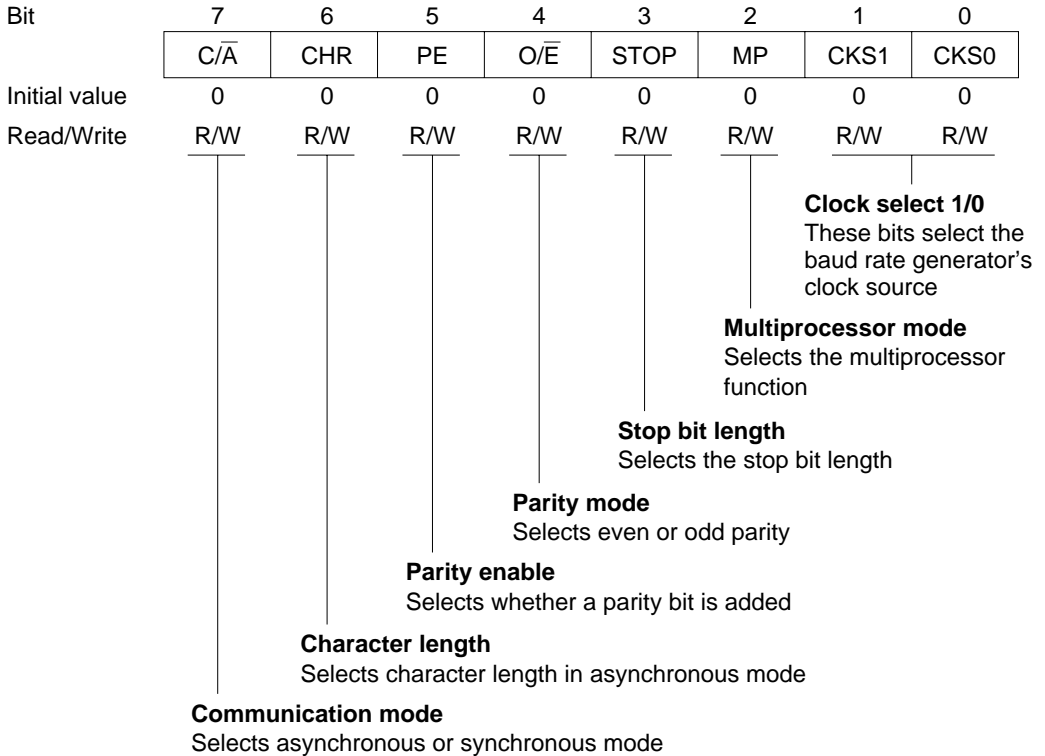 Bit 7 6 5 4 3 2 1 0
C/A̅ CHR PE O/E̅ STOP MP CKS1 CKS0
Initial value 0 0 0 0 0 0 0 0
Read/Write R/W R/W R/W R/W R/W R/W R/W R/W
Clock select 1/0
These bits select the
baud rate generator’s
clock source
Multiprocessor mode
Selects the multiprocessor
function
Stop bit length
Selects the stop bit length
Parity mode
Selects even or odd parity
Parity enable
Selects whether a parity bit is added
Character length
Selects character length in asynchronous mode
Communication mode
Selects asynchronous or synchronous mode